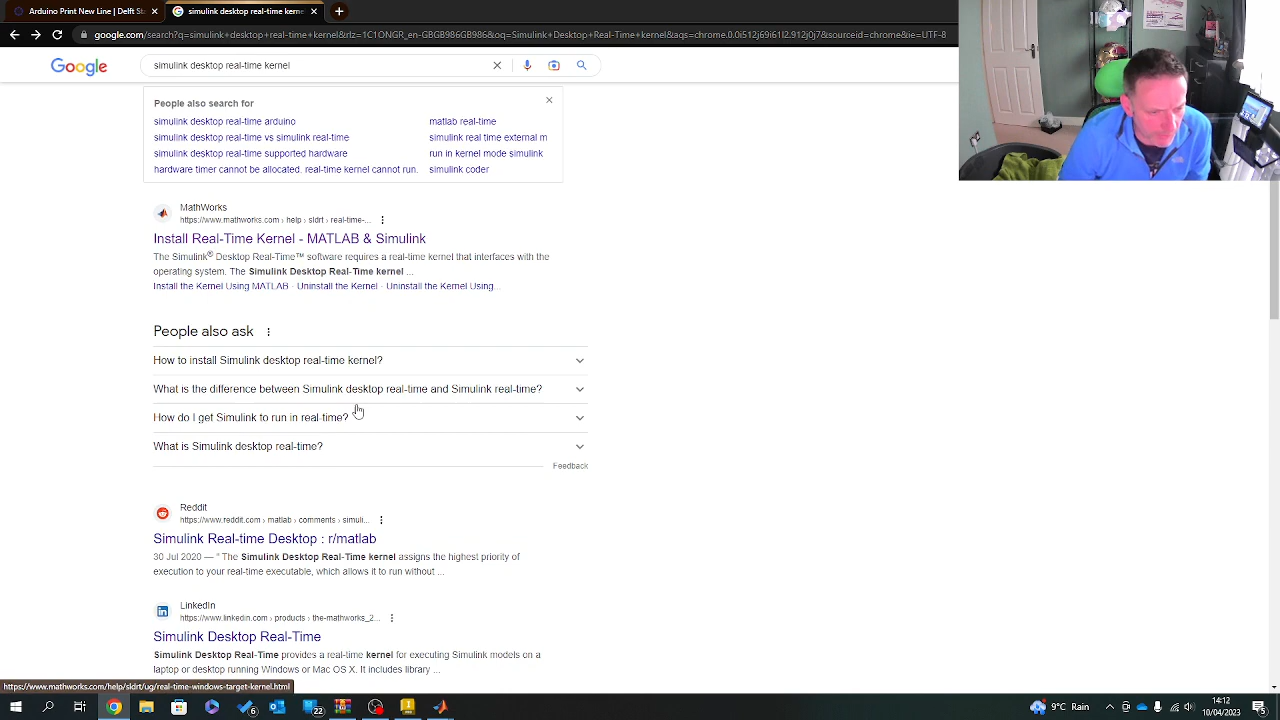 Arduino Print New Line | Delft St
simulink desktop real-time kernel
google.com/search?q=simulink+desktop+real+time+kernel&rlz=1C1ONGR_en-GBGB986GB986&oq=Simulink+Desktop+Real+Time+kernel&aqs=chrome.0.0i512j69i61l2.912j0j7&sourceid=chrome&ie=UTF-8
Google
simulink desktop real-time kernel
People also search for
simulink desktop real-time arduino
matlab real-time
simulink desktop real-time vs simulink real-time
simulink real time external m
simulink desktop real-time supported hardware
run in kernel mode simulink
hardware timer cannot be allocated. real-time kernel cannot run.
simulink coder
MathWorks
https://www.mathworks.com › help › sldrt › real-time-...
Install Real-Time Kernel - MATLAB & Simulink
The Simulink® Desktop Real-Time™ software requires a real-time kernel that interfaces with the
operating system. The Simulink Desktop Real-Time kernel ...
Install the Kernel Using MATLAB · Uninstall the Kernel · Uninstall the Kernel Using...
People also ask
How to install Simulink desktop real-time kernel?
What is the difference between Simulink desktop real-time and Simulink real-time?
How do I get Simulink to run in real-time?
What is Simulink desktop real-time?
Feedback
Reddit
https://www.reddit.com › matlab › comments › simuli...
Simulink Real-time Desktop : r/matlab
30 Jul 2020 — " The Simulink Desktop Real-Time kernel assigns the highest priority of
execution to your real-time executable, which allows it to run without ...
LinkedIn
https://www.linkedin.com › products › the-mathworks_2...
Simulink Desktop Real-Time
Simulink Desktop Real-Time provides a real-time kernel for executing Simulink models on a
laptop or desktop running Windows or Mac OS X. It includes library ...
https://www.mathworks.com/help/sldrt/ug/real-time-windows-target-kernel.html
6
22
9°C Rain
14:12
10/04/2023